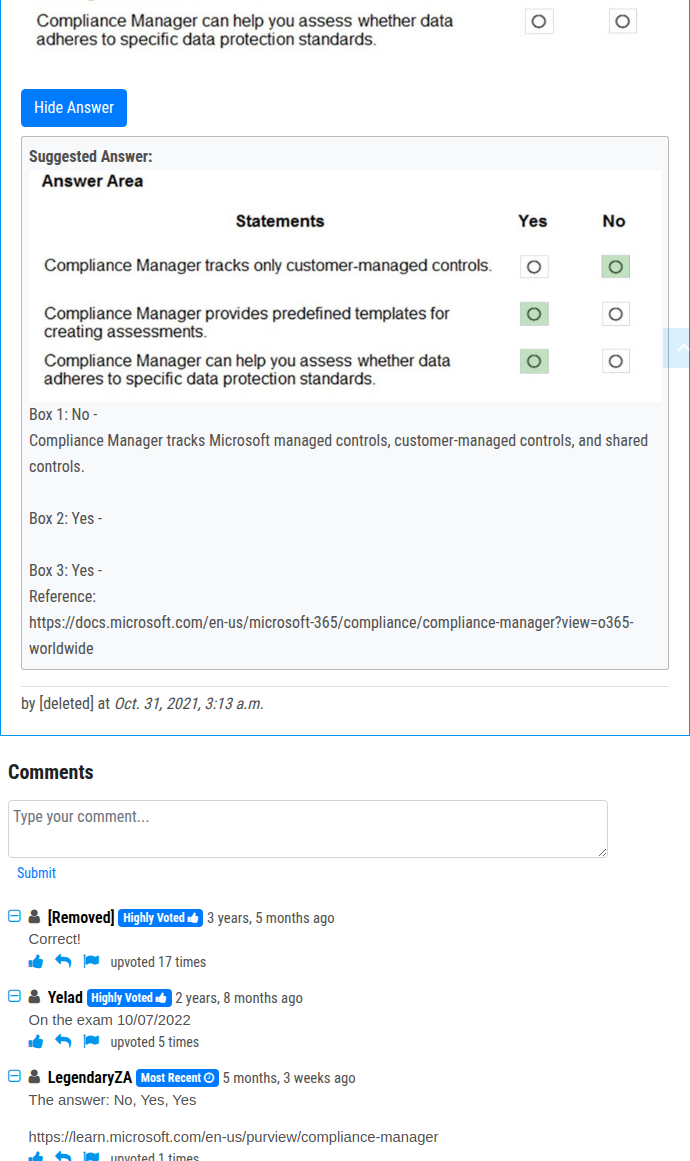 Compliance Manager can help you assess whether data
adheres to specific data protection standards.
Hide Answer
Suggested Answer:
Answer Area
Statements Yes No
Compliance Manager tracks only customer-managed controls.
Compliance Manager provides predefined templates for
creating assessments.
Compliance Manager can help you assess whether data
adheres to specific data protection standards.
Box 1: No -
Compliance Manager tracks Microsoft managed controls, customer-managed controls, and shared
controls.
Box 2: Yes -
Box 3: Yes -
Reference:
https://docs.microsoft.com/en-us/microsoft-365/compliance/compliance-manager?view=o365-
worldwide
by [deleted] at Oct. 31, 2021, 3:13 a.m.
Comments
Type your comment...
Submit
[Removed] Highly Voted 3 years, 5 months ago
Correct!
upvoted 17 times
Yelad Highly Voted 2 years, 8 months ago
On the exam 10/07/2022
upvoted 5 times
LegendaryZA Most Recent 5 months, 3 weeks ago
The answer: No, Yes, Yes
https://learn.microsoft.com/en-us/purview/compliance-manager
upvoted 1 times